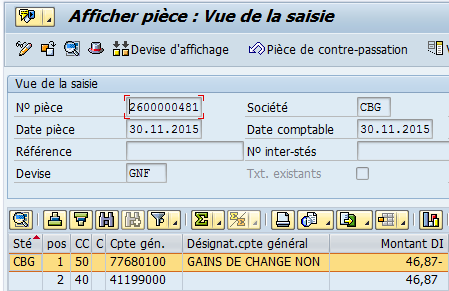 Afficher pièce : Vue de la saisie
Devise d'affichage Pièce de contre-passation
Vue de la saisie
Nº pièce 2600000481 Société CBG
Date pièce 30.11.2015 Date comptable 30.11.2015
Référence Nº inter-stés
Devise GNF Txt. existants
Sté pos CC C Cpte gén. Désignat.cpte général Montant DI
CBG 1 50 77680100 GAINS DE CHANGE NON 46,87-
2 40 41199000 46,87